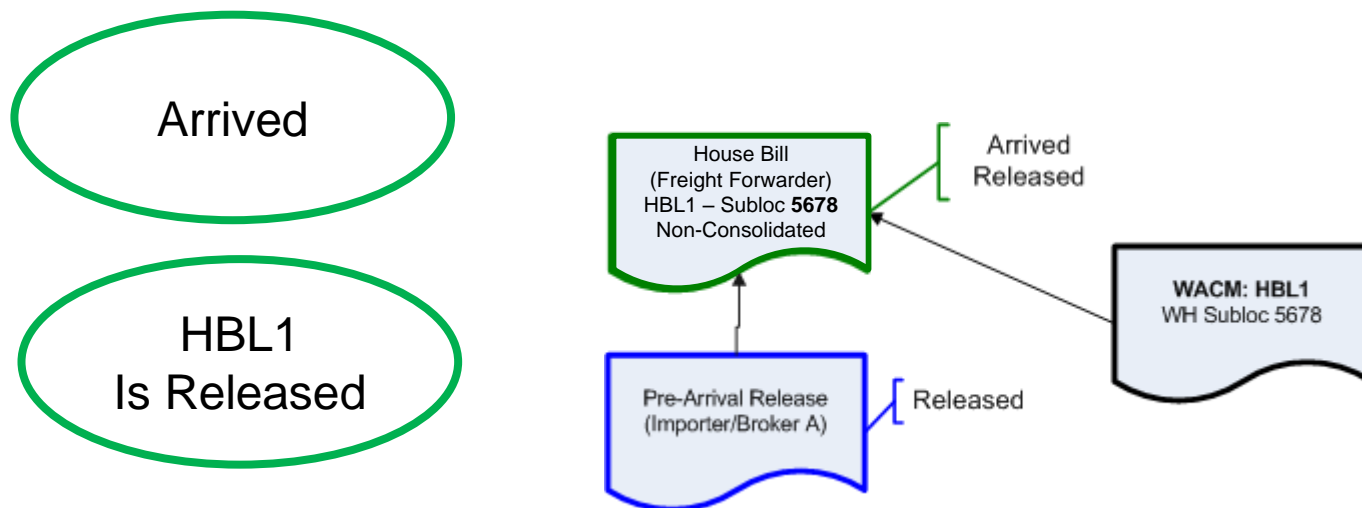 Arrived
HBL1
Is Released
House Bill
(Freight Forwarder)
HBL1 – Subloc 5678
Non-Consolidated
Arrived
Released
WACM: HBL1
WH Subloc 5678
Pre-Arrival Release
(Importer/Broker A)
Released